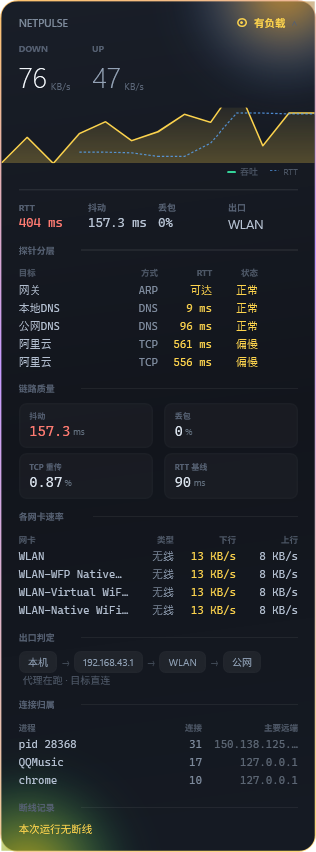 NETPULSE 有负载
DOWN UP
76 KB/s 47 KB/s
吞吐 RTT
RTT 抖动 丢包 出口
404 ms 157.3 ms 0% WLAN
探针分层
目标 方式 RTT 状态
网关 ARP 可达 正常
本地DNS DNS 9 ms 正常
公网DNS DNS 96 ms 正常
阿里云 TCP 561 ms 偏慢
阿里云 TCP 556 ms 偏慢
链路质量
抖动 丢包
157.3 ms 0 %
TCP 重传 RTT 基线
0.87 % 90 ms
各网卡速率
网卡 类型 下行 上行
WLAN 无线 13 KB/s 8 KB/s
WLAN-WFP Native… 无线 13 KB/s 8 KB/s
WLAN-Virtual WiF… 无线 13 KB/s 8 KB/s
WLAN-Native WiFi… 无线 13 KB/s 8 KB/s
出口判定
本机 → 192.168.43.1 → WLAN → 公网
代理在跑 · 目标直连
连接归属
进程 连接 主要远端
pid 28368 31 150.138.125.…
QQMusic 17 127.0.0.1
chrome 10 127.0.0.1
断线记录
本次运行无断线